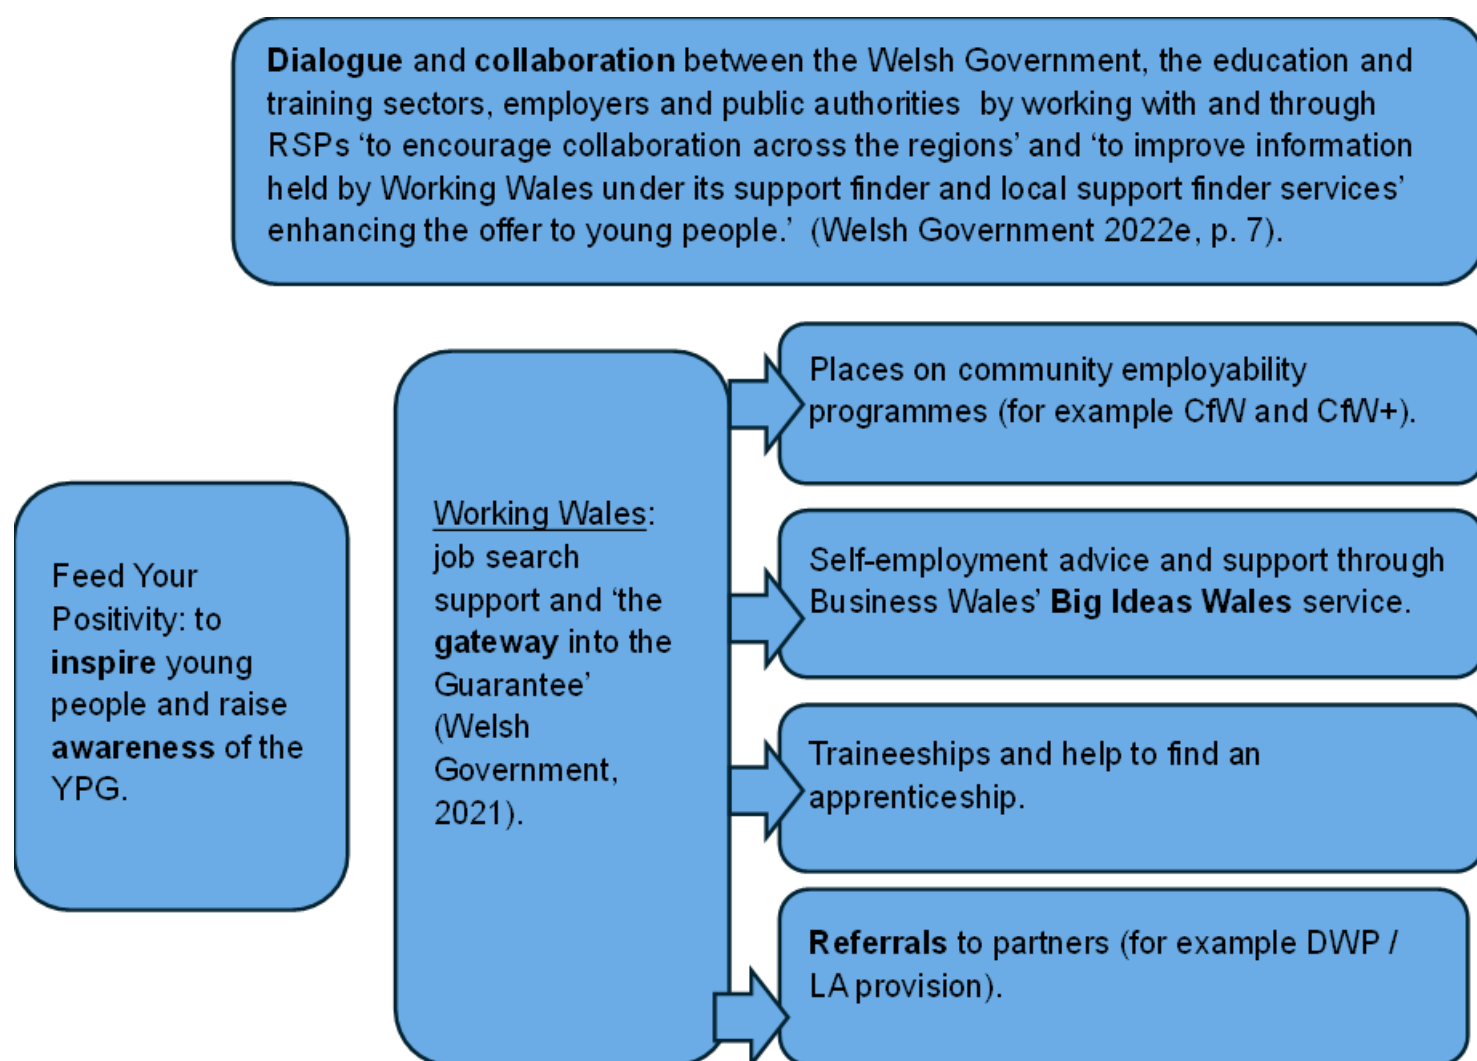 Dialogue and collaboration between the Welsh Government, the education and
training sectors, employers and public authorities  by working with and through
RSPs ‘to encourage collaboration across the regions’ and ‘to improve information
held by Working Wales under its support finder and local support finder services’
enhancing the offer to young people.’  (Welsh Government 2022e, p. 7).
Feed Your
Positivity: to
inspire young
people and raise
awareness of the
YPG.
Working Wales:
job search
support and ‘the
gateway into the
Guarantee’
(Welsh
Government,
2021).
Places on community employability
programmes (for example CfW and CfW+).
Self-employment advice and support through
Business Wales’ Big Ideas Wales service.
Traineeships and help to find an
apprenticeship.
Referrals to partners (for example DWP /
LA provision).